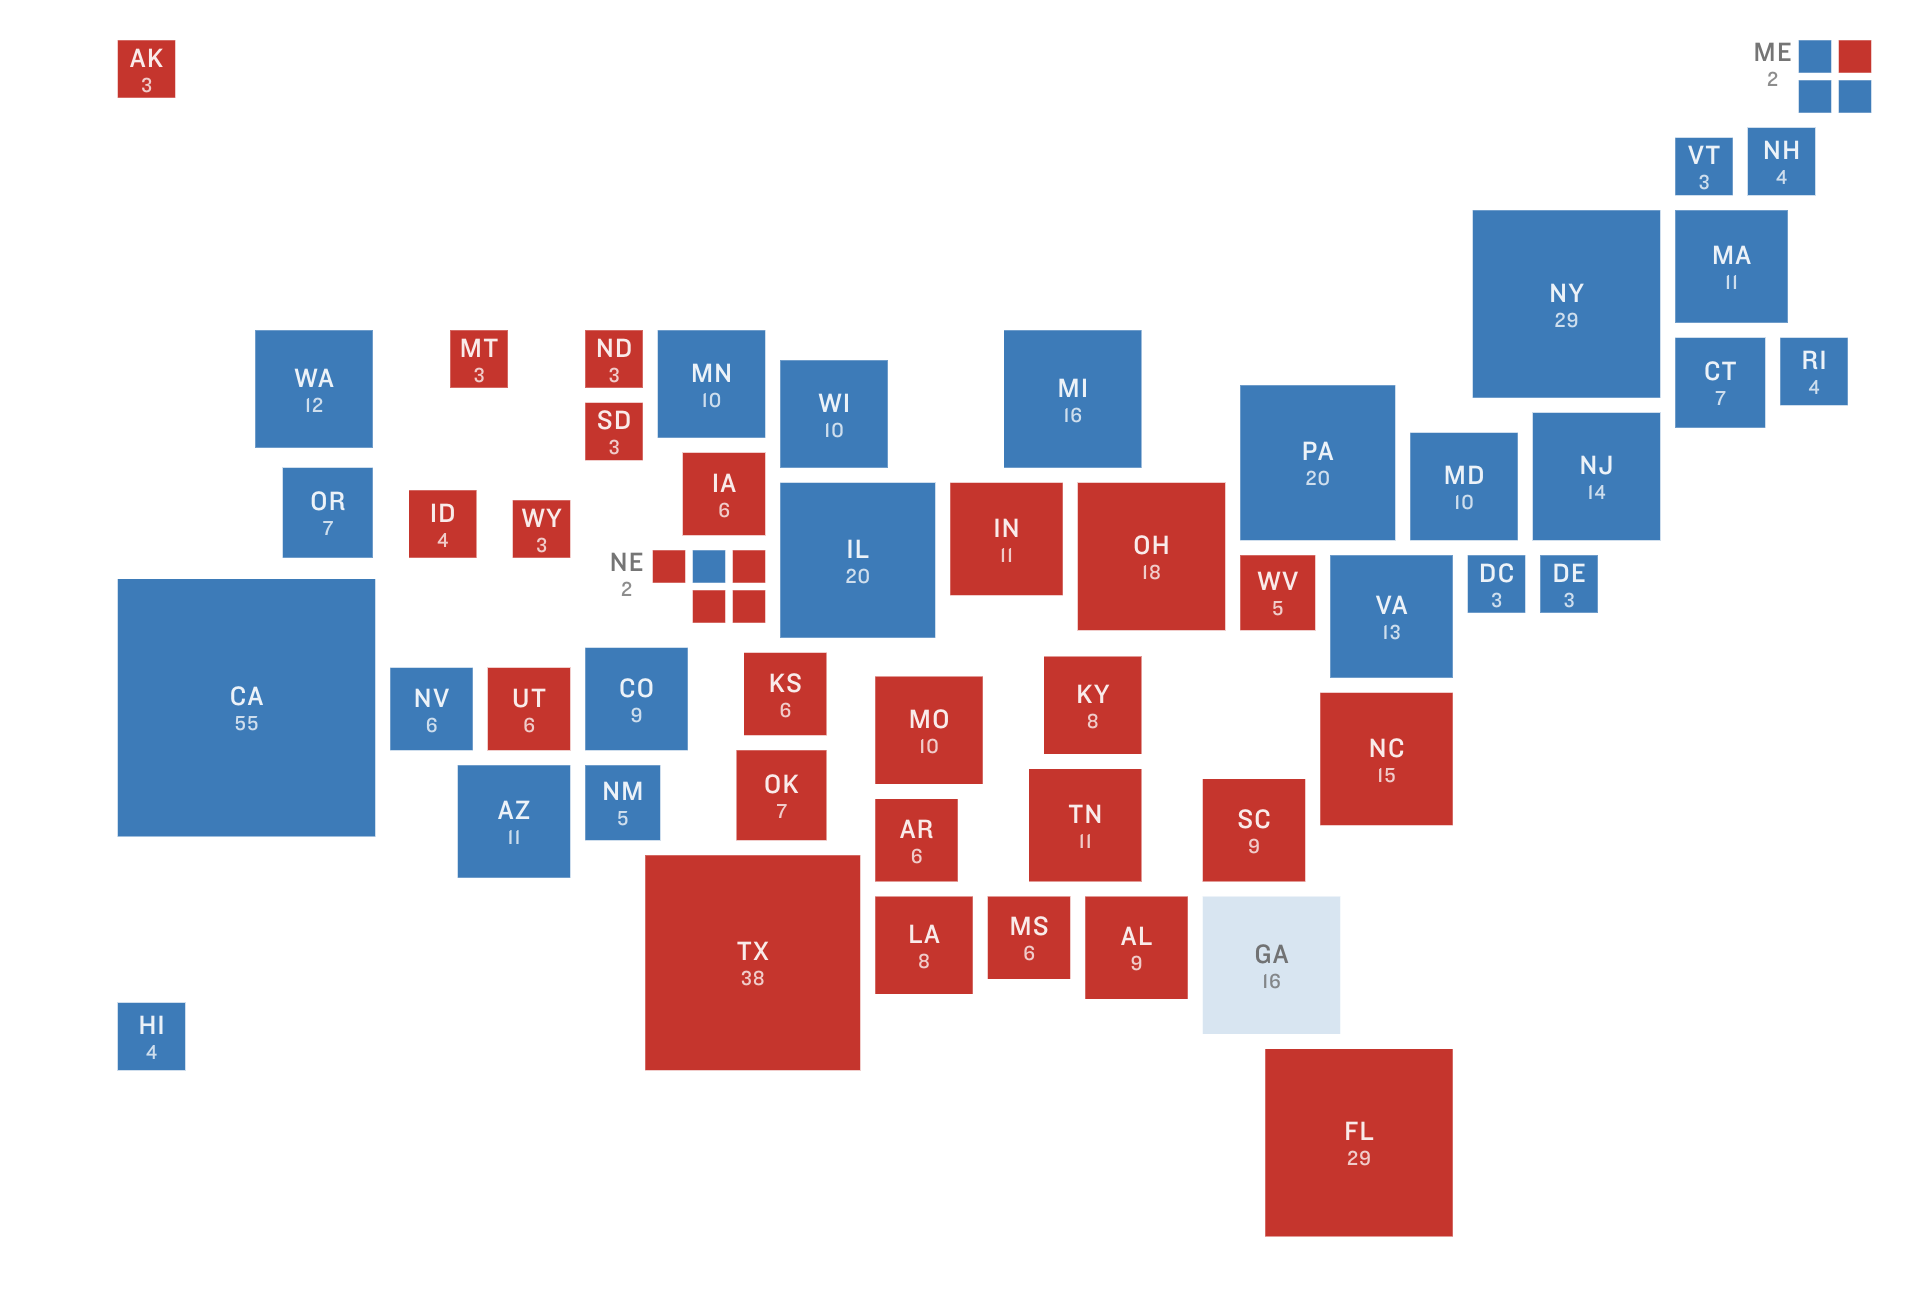 AK
3
ME
2
VT
3
NH
4
NY
29
MA
11
WA
12
MT
3
ND
3
MN
10
WI
10
MI
16
CT
7
RI
4
SD
3
PA
20
MD
10
NJ
14
OR
7
ID
4
WY
3
IA
6
IL
20
IN
11
OH
18
NE
2
WV
5
VA
13
DC
3
DE
3
CA
55
NV
6
UT
6
CO
9
KS
6
MO
10
KY
8
NC
15
AZ
11
NM
5
OK
7
AR
6
TN
11
SC
9
TX
38
LA
8
MS
6
AL
9
GA
16
HI
4
FL
29